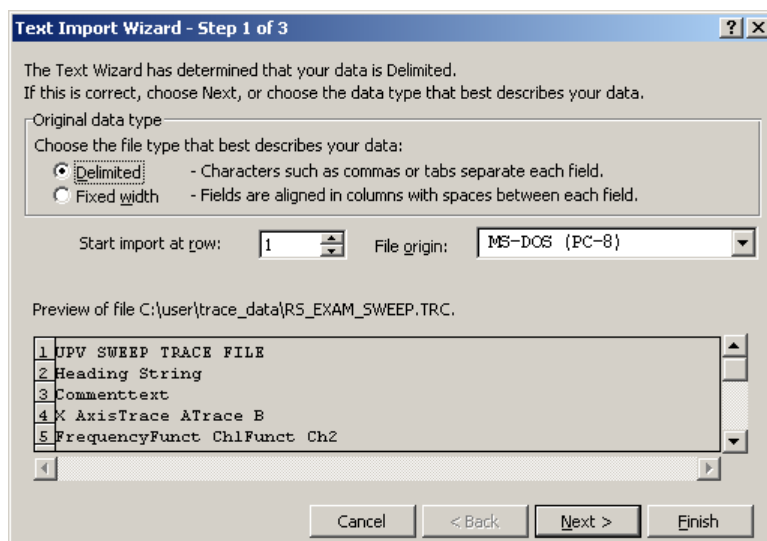 Text Import Wizard - Step 1 of 3
The Text Wizard has determined that your data is Delimited.
If this is correct, choose Next, or choose the data type that best describes your data.
Original data type
Choose the file type that best describes your data:
Delimited - Characters such as commas or tabs separate each field.
Fixed width - Fields are aligned in columns with spaces between each field.
Start import at row: 1 File origin: MS-DOS (PC-8)
Preview of file C:\user\trace_data\RS_EXAM_SWEEP.TRC.
1 UPV SWEEP TRACE FILE
2 Heading String
3 Commenttext
4 X AxisTrace ATrace B
5 FrequencyFunct Ch1Funct Ch2
Cancel < Back Next > Finish